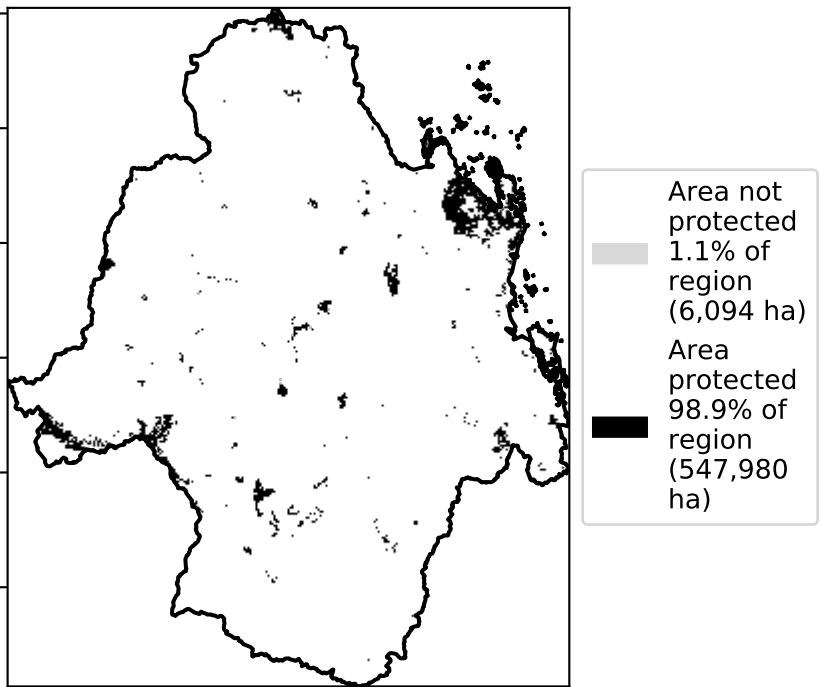 Area not
protected
1.1% of
region
(6,094 ha)
Area
protected
98.9% of
region
(547,980
ha)